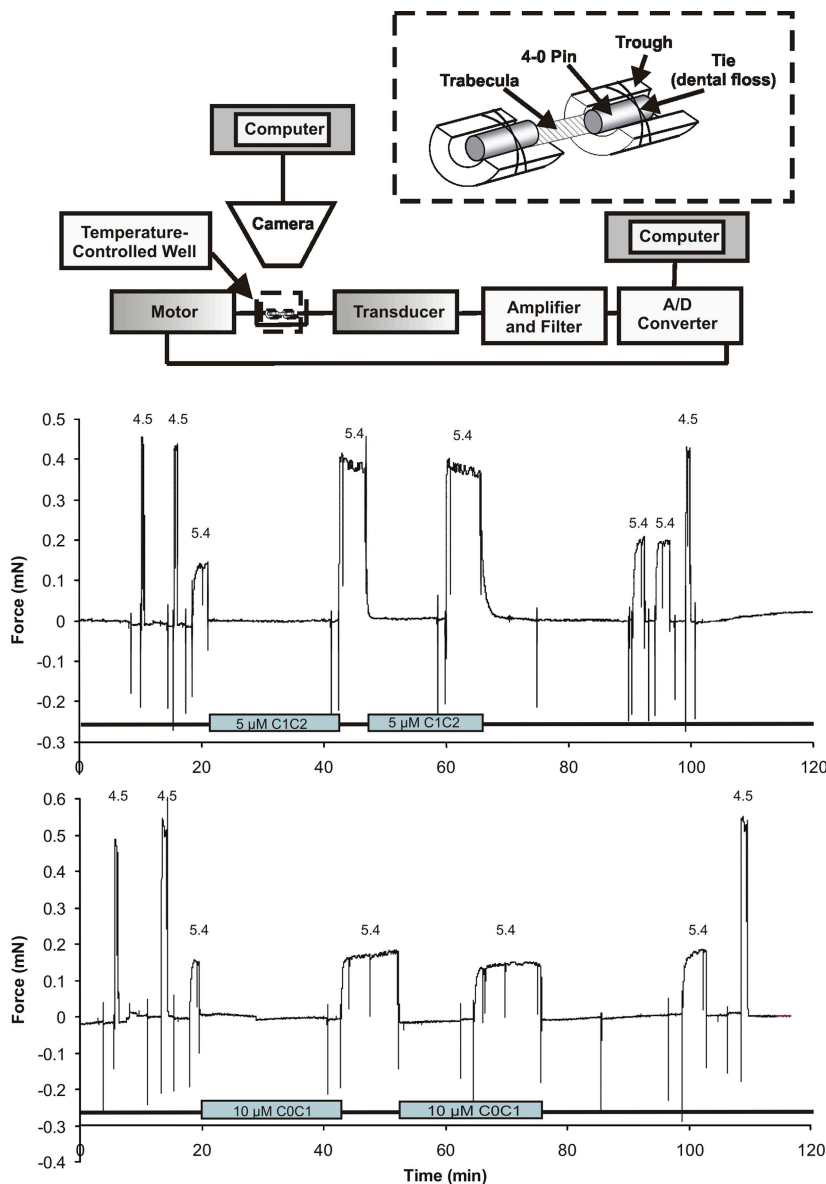 Trough
4-0 Pin
Tie
(dental floss)
Trabecula
Computer
Camera
Temperature-
Controlled Well
Computer
Motor
Transducer
Amplifier
and Filter
A/D
Converter
0.5
0.4
0.3
0.2
0.1
0
-0.1
-0.2
-0.3
Force (mN)
4.5 4.5
5.4
5.4
5.4
5.4 5.4
4.5
5 µM C1C2
5 µM C1C2
0 20 40 60 80 100 120
0.6
0.5
0.4
0.3
0.2
0.1
0
-0.1
-0.2
-0.3
-0.4
Force (mN)
4.5 4.5
5.4
5.4
5.4
5.4
4.5
10 µM C0C1
10 µM C0C1
0 20 40 60 80 100 120
Time (min)